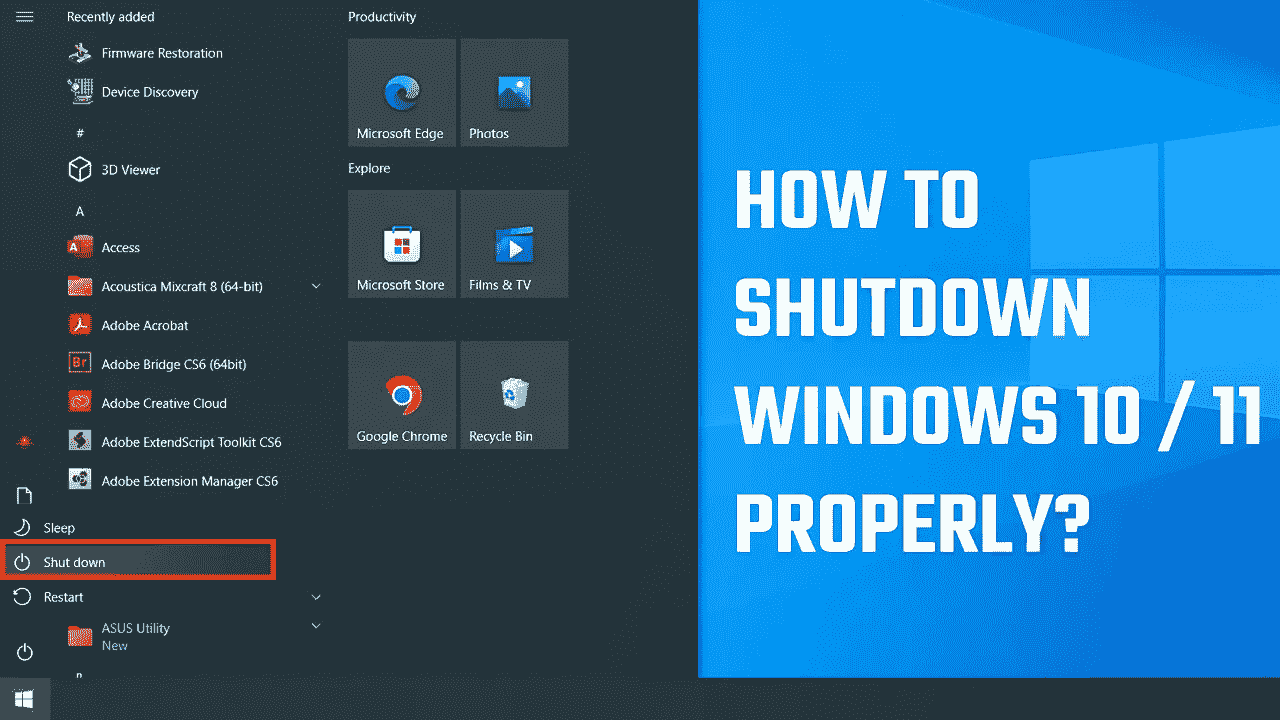 Recently added
Firmware Restoration
Device Discovery
#
3D Viewer
A
A
Access
Acoustica Mixcraft 8 (64-bit)
Adobe Acrobat
Br
Adobe Bridge CS6 (64bit)
Adobe Creative Cloud
Adobe ExtendScript Toolkit CS6
Adobe Extension Manager CS6
Sleep
Shut down
Restart
ASUS Utility
New
Productivity
Microsoft Edge
Photos
Explore
Microsoft Store
Films & TV
Google Chrome
Recycle Bin
HOW TO
SHUTDOWN
WINDOWS 10 / 11
PROPERLY?